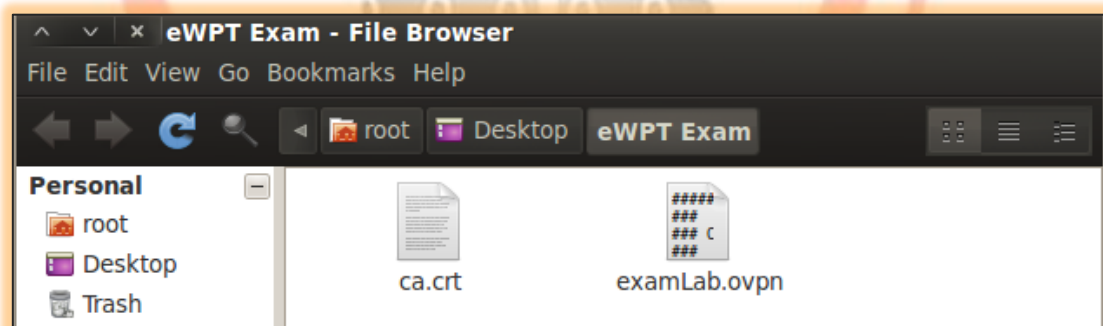 eWPT Exam - File Browser
File Edit View Go Bookmarks Help
root Desktop eWPT Exam
Personal
root
Desktop
Trash
#####
###
### C
###
ca.crt examLab.ovpn